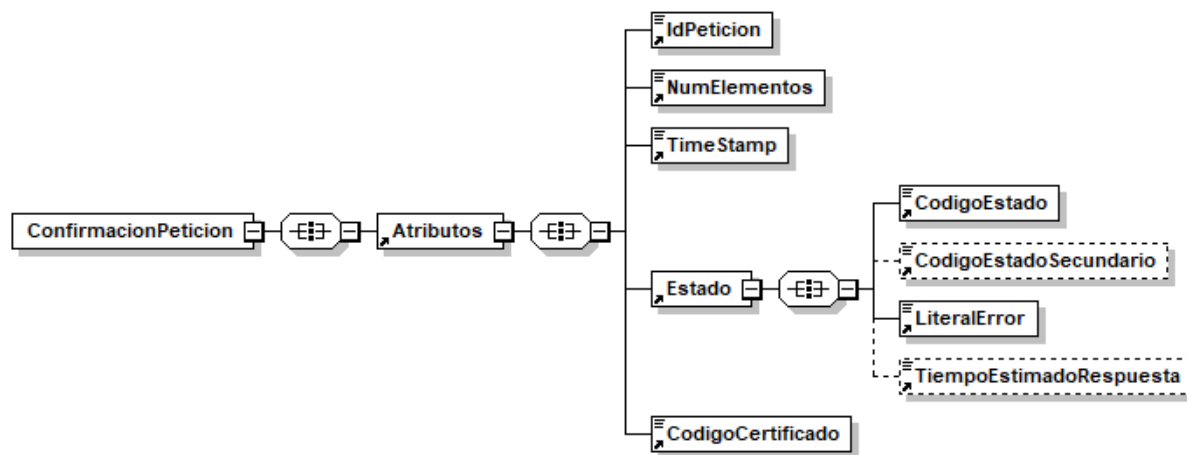 IdPeticion
NumElementos
TimeStamp
CodigoEstado
ConfirmacionPeticion
Atributos
CodigoEstadoSecundario
Estado
LiteralError
TiempoEstimadoRespuesta
CodigoCertificado